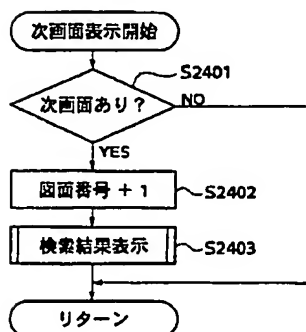 次画面表示開始
S2401
次画面あり?
NO
YES
図面番号 + 1
S2402
検索結果表示
S2403
リターン